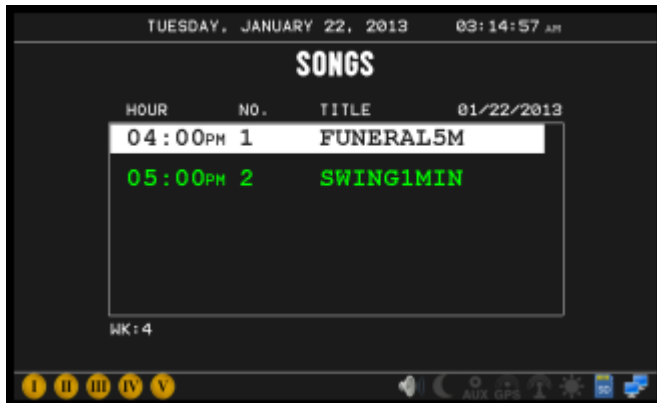 TUESDAY, JANUARY 22, 2013 03:14:57 AM
SONGS
HOUR NO. TITLE 01/22/2013
04:00PM 1 FUNERAL5M
05:00PM 2 SWING1MIN
WK:4
I II III IV V AUX GPS SD